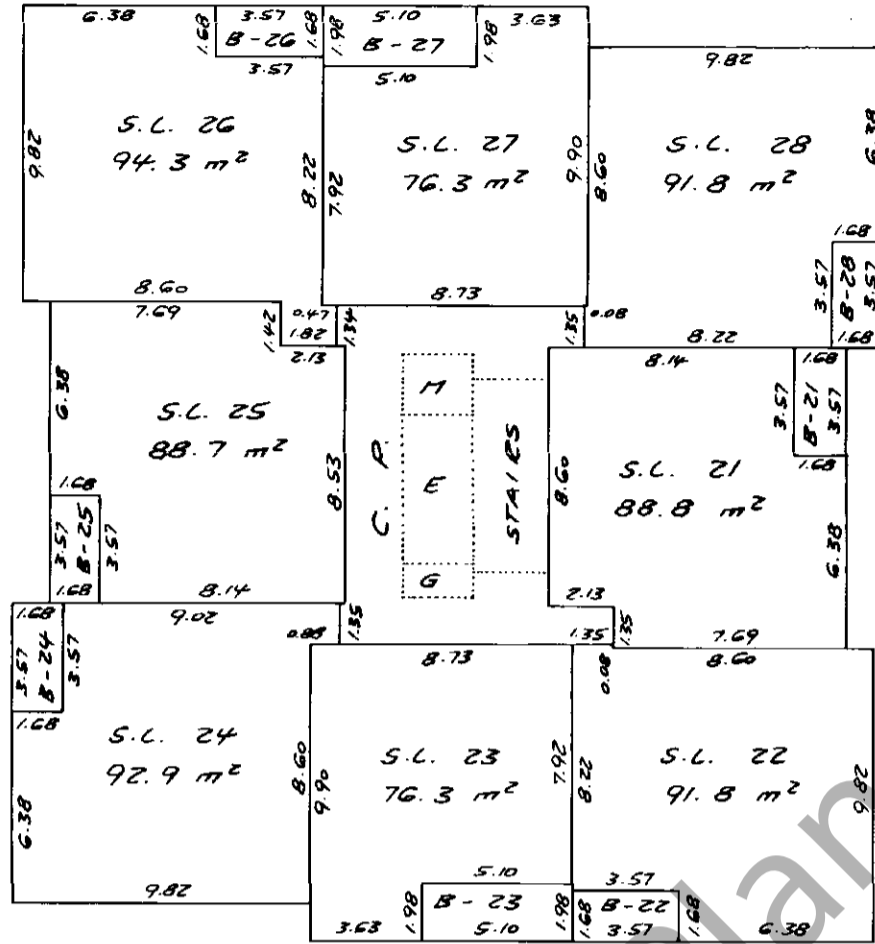 6.38 3.57 5.10 3.63
1.68 B-26 1.68 1.98 B-27 1.98
3.57 5.10 9.82
S.L. 26
94.3 m²
9.82 8.22
S.L. 27
76.3 m²
7.92 9.90
S.L. 28
91.8 m²
8.60 6.38
1.68
3.57 B-28 3.57
1.68
8.60 8.73
7.69 0.47 0.08
1.42 1.82 1.34 1.35 8.22
2.13 8.14 1.68
M
3.57 B-21 3.57
1.68
6.38
S.L. 25
88.7 m²
8.53
C. P.
E
STAIRS
8.60
S.L. 21
88.8 m²
6.38
1.68
3.57 B-25 3.57
G
1.68 8.14 2.13
1.68 9.02 1.35 1.35 1.35
3.57 B-24 3.57
8.73 7.69
0.08 8.60
1.68
S.L. 24
92.9 m²
6.38 8.60
S.L. 23
76.3 m²
9.90 7.92
S.L. 22
91.8 m²
8.22 9.82
9.82 5.10 3.57
1.98 B-23 1.98 1.68 B-22 1.68
3.63 5.10 3.57 6.38